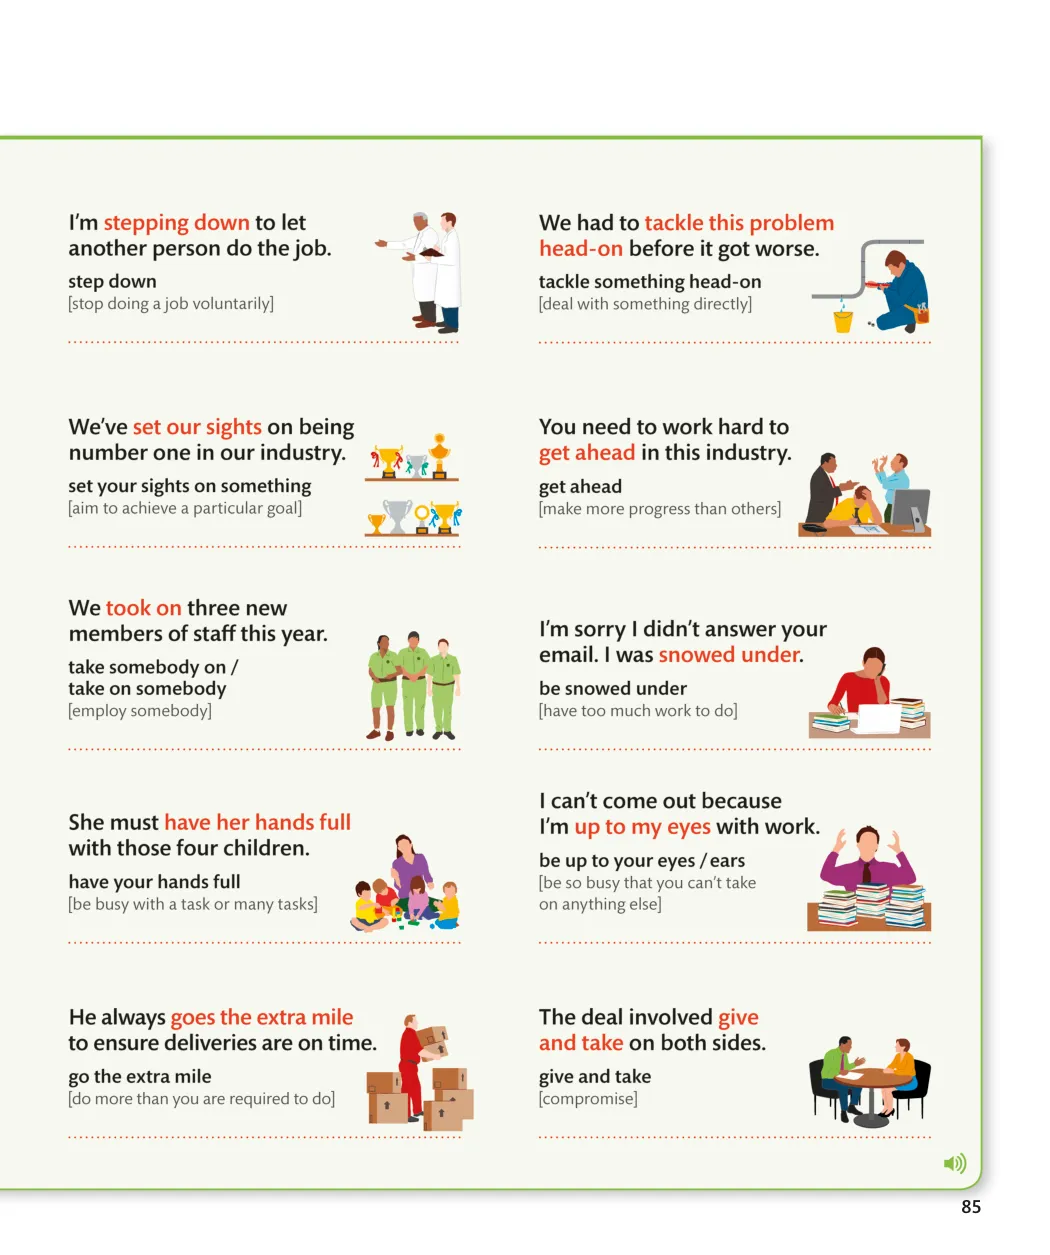 I'm stepping down to let
another person do the job.
step down
[stop doing a job voluntarily]
We've set our sights on being
number one in our industry.
set your sights on something
[aim to achieve a particular goal]
We took on three new
members of staff this year.
take somebody on /
take on somebody
[employ somebody]
She must have her hands full
with those four children.
have your hands full
[be busy with a task or many tasks]
He always goes the extra mile
to ensure deliveries are on time.
go the extra mile
[do more than you are required to do]
We had to tackle this problem
head-on before it got worse.
tackle something head-on
[deal with something directly]
You need to work hard to
get ahead in this industry.
get ahead
[make more progress than others]
I'm sorry I didn't answer your
email. I was snowed under.
be snowed under
[have too much work to do]
I can't come out because
I'm up to my eyes with work.
be up to your eyes / ears
[be so busy that you can't take
on anything else]
The deal involved give
and take on both sides.
give and take
[compromise]
85